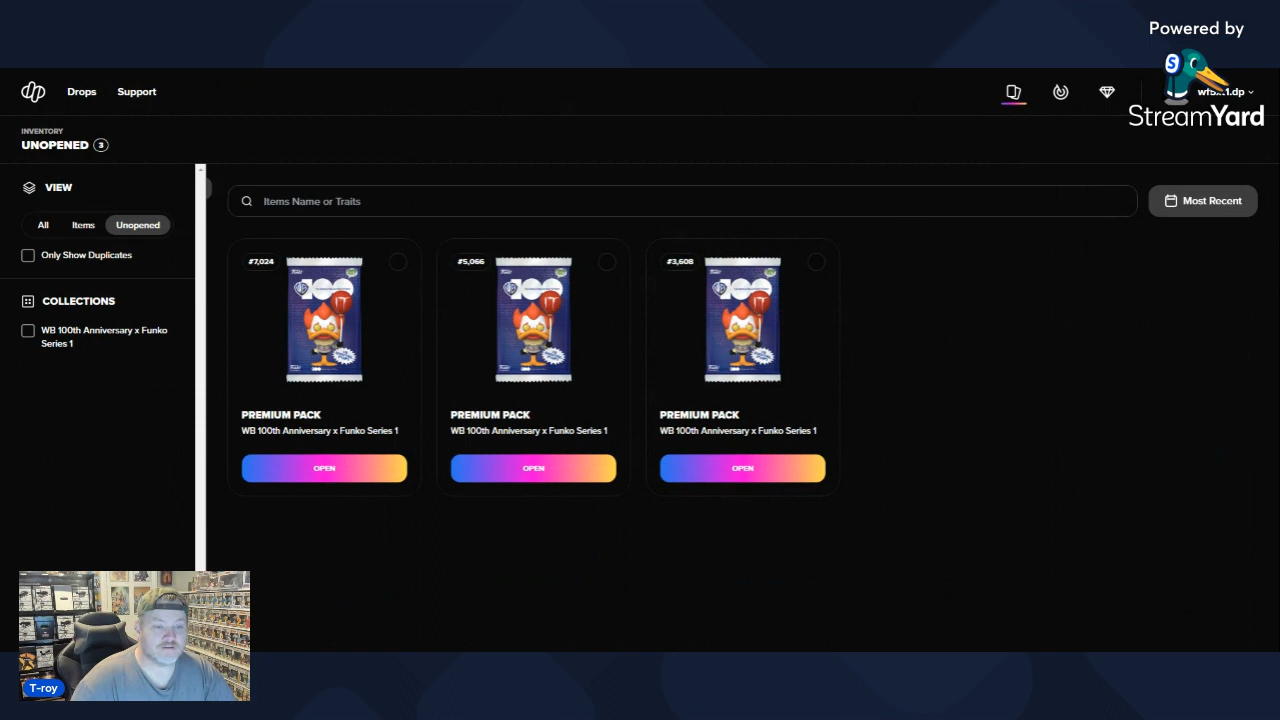 Powered by
StreamYard
Drops
Support
INVENTORY
UNOPENED 3
VIEW
All
Items
Unopened
Only Show Duplicates
COLLECTIONS
WB 100th Anniversary x Funko
Series 1
Items Name or Traits
Most Recent
#7,024
100
PREMIUM PACK
WB 100th Anniversary x Funko Series 1
OPEN
#5,066
100
PREMIUM PACK
WB 100th Anniversary x Funko Series 1
OPEN
#3,608
100
PREMIUM PACK
WB 100th Anniversary x Funko Series 1
OPEN
T-roy